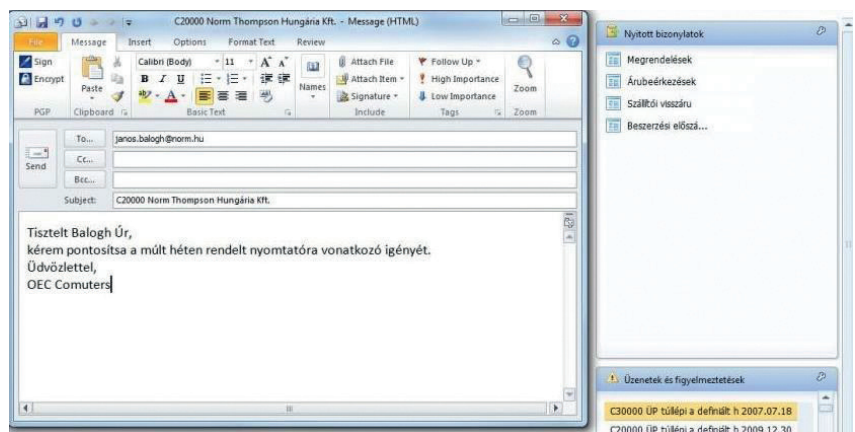 C20000 Norm Thompson Hungária Kft. - Message (HTML)
File Message Insert Options Format Text Review
Sign
Encrypt
PGP
Paste
Clipboard
Calibri (Body) 11
B I U
Basic Text
Names
Attach File
Attach Item
Signature
Include
Follow Up
High Importance
Low Importance
Tags
Zoom
Zoom
Send
To... janos.balogh@norm.hu
Cc...
Bcc...
Subject: C20000 Norm Thompson Hungária Kft.
Tisztelt Balogh Úr,
kérem pontosítsa a múlt héten rendelt nyomtatóra vonatkozó igényét.
Üdvözlettel,
OEC Comuters
Nyitott bizonylatok
Megrendelések
Árubeérkezések
Szállítói visszáru
Beszerzési előszá...
Üzenetek és figyelmeztetések
C30000 ÜP túllépi a definiált h 2007.07.18
C20000 ÜP túllépi a definiált h 2009.12.30